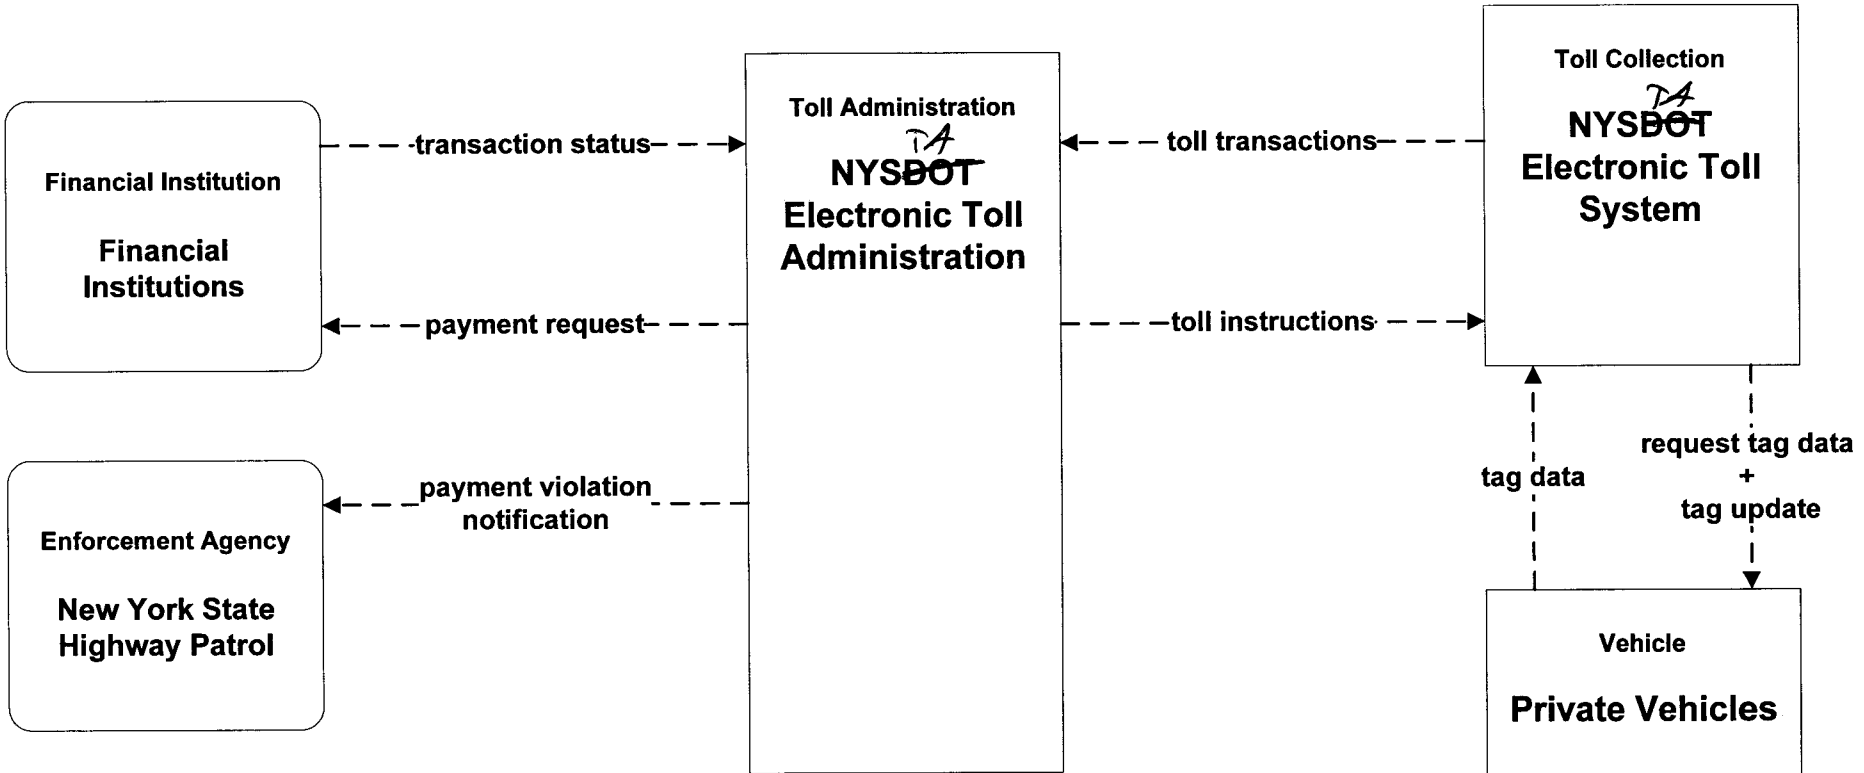 Financial Institution
Financial
Institutions
transaction status
payment request
Enforcement Agency
New York State
Highway Patrol
payment violation
notification
Toll Administration
TA
NYSDOT
Electronic Toll
Administration
toll transactions
toll instructions
Toll Collection
TA
NYSDOT
Electronic Toll
System
tag data
request tag data
+
tag update
Vehicle
Private Vehicles